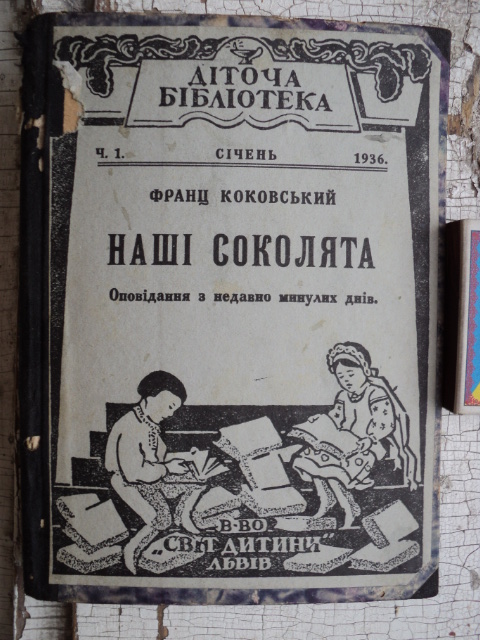 ДІТОЧА
БІБЛІОТЕКА
Ч. 1. СІЧЕНЬ 1936.
ФРАНЦ КОКОВСЬКИЙ
НАШІ СОКОЛЯТА
Оповідання з недавно минулих днів.
В-ВО
„СВІТ ДИТИНИ"
ЛЬВІВ